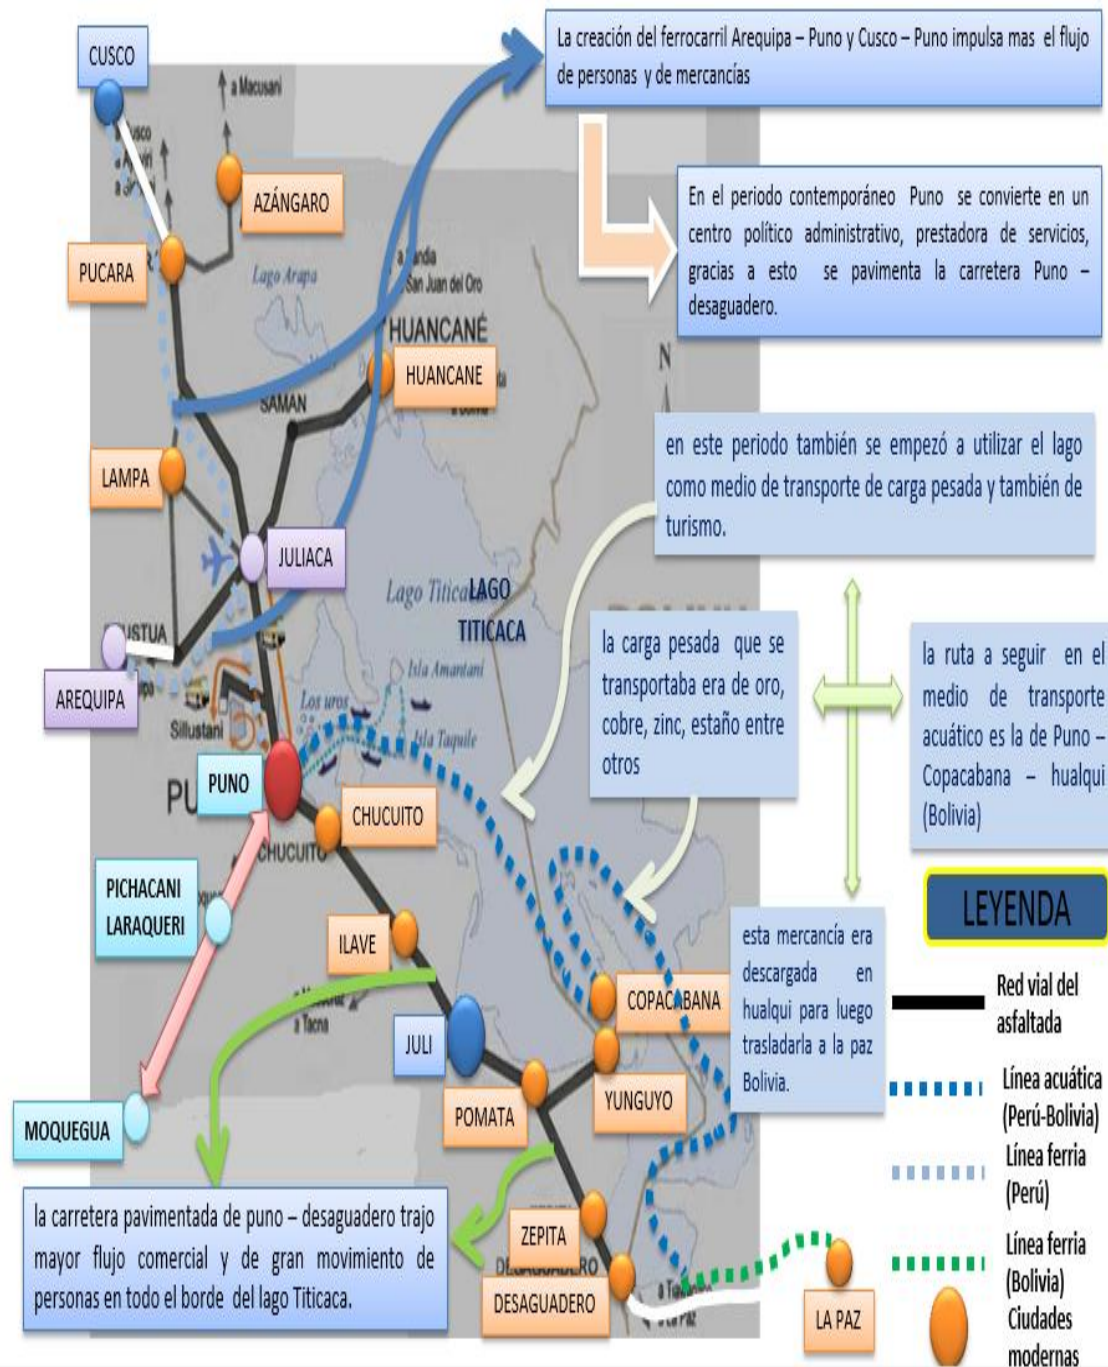 La creación del ferrocarril Arequipa – Puno y Cusco – Puno impulsa mas el flujo
de personas y de mercancías
CUSCO
a Macusani
AZÁNGARO
En el periodo contemporáneo Puno se convierte en un
centro político administrativo, prestadora de servicios,
gracias a esto se pavimenta la carretera Puno –
desaguadero.
PUCARA
Lago Arapa
San Juan del Oro
HUANCANÉ
HUANCANE
N
SAMAN
en este periodo también se empezó a utilizar el lago
como medio de transporte de carga pesada y también de
turismo.
LAMPA
JULIACA
Lago
LAGO
TITICACA
la carga pesada que se
transportaba era de oro,
cobre, zinc, estaño entre
otros
la ruta a seguir en el
medio de transporte
acuático es la de Puno –
Copacabana – hualqui
(Bolivia)
AREQUIPA
Isla Amantani
Los uros
Sillustani
Isla Taquile
PUNO
CHUCUITO
CHUCUITO
PICHACANI
LARAQUERI
LEYENDA
ILAVE
esta mercancía era
descargada en
hualqui para luego
trasladarla a la paz
Bolivia.
COPACABANA
Red vial del
asfaltada
a Tacna
JULI
YUNGUYO
POMATA
Línea acuática
(Perú-Bolivia)
MOQUEGUA
Línea ferria
(Perú)
la carretera pavimentada de puno – desaguadero trajo
mayor flujo comercial y de gran movimiento de
personas en todo el borde del lago Titicaca.
ZEPITA
DESAGUADERO
DESAGUADERO
Línea ferria
(Bolivia)
LA PAZ
Ciudades
modernas